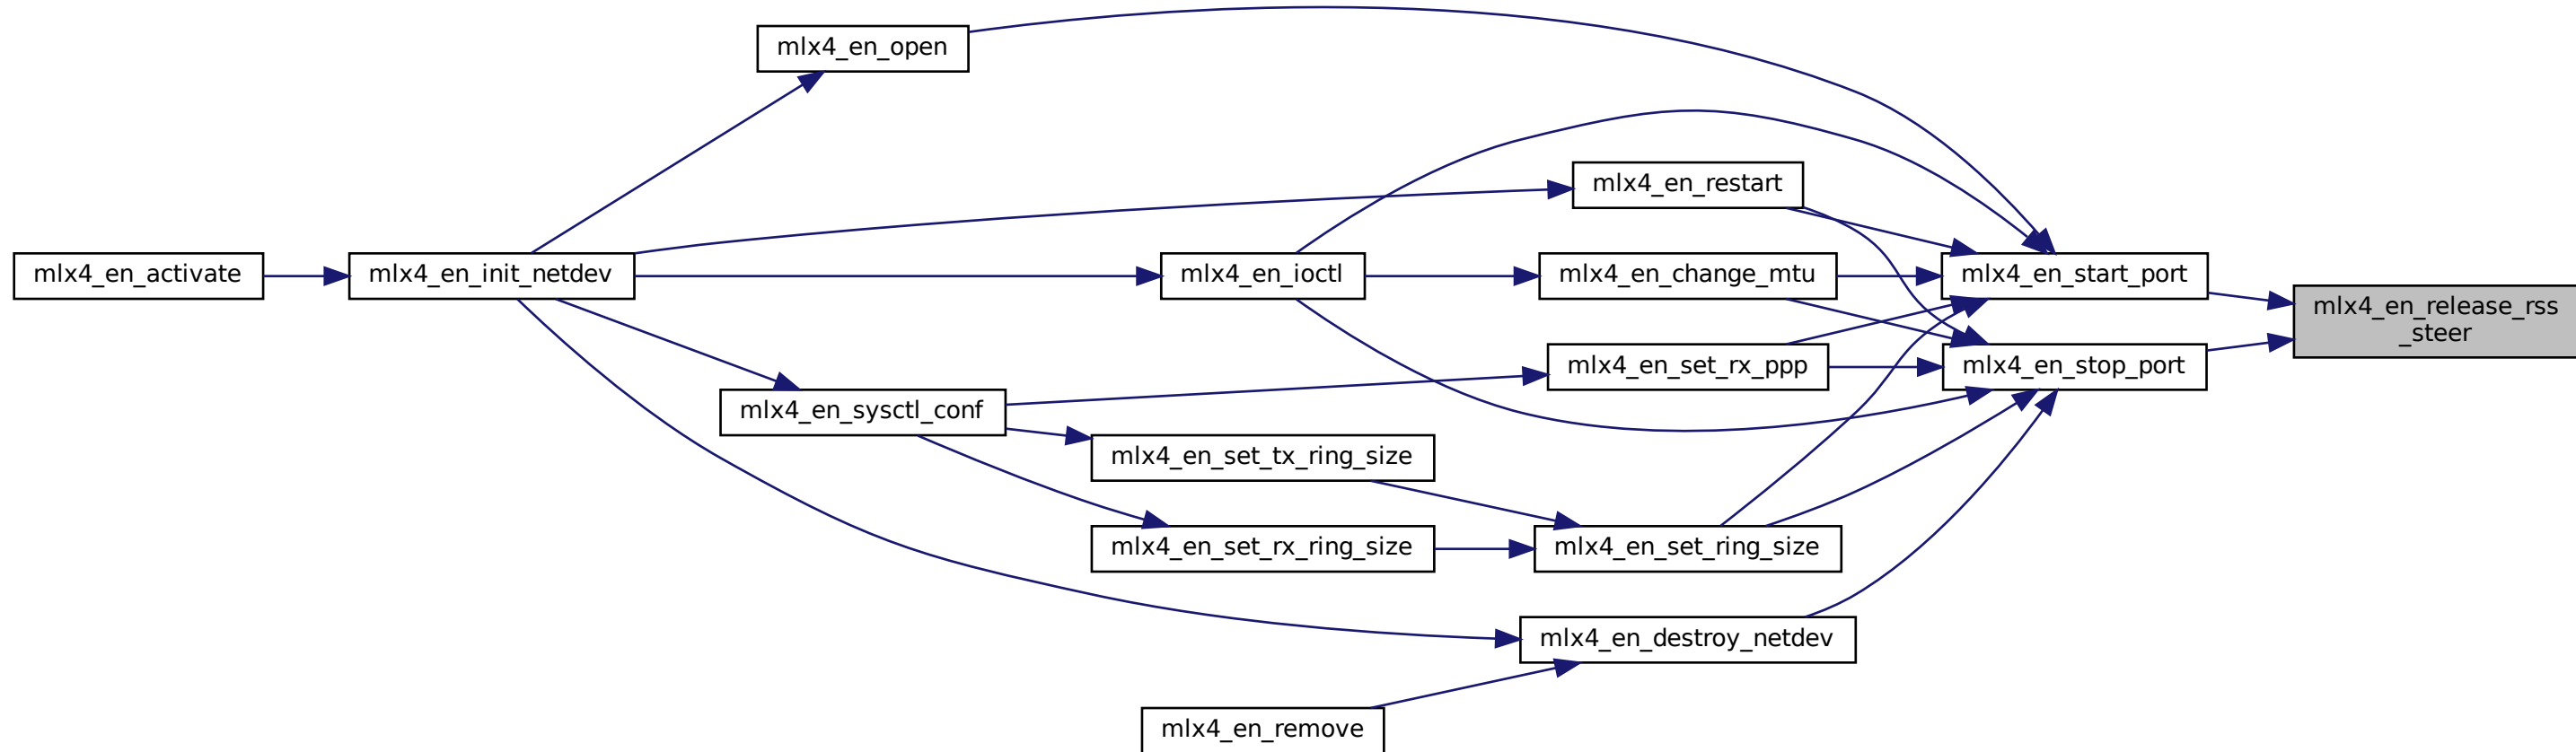 mlx4_en_open
mlx4_en_restart
mlx4_en_activate
mlx4_en_init_netdev
mlx4_en_ioctl
mlx4_en_change_mtu
mlx4_en_start_port
mlx4_en_release_rss
_steer
mlx4_en_set_rx_ppp
mlx4_en_stop_port
mlx4_en_sysctl_conf
mlx4_en_set_tx_ring_size
mlx4_en_set_rx_ring_size
mlx4_en_set_ring_size
mlx4_en_destroy_netdev
mlx4_en_remove